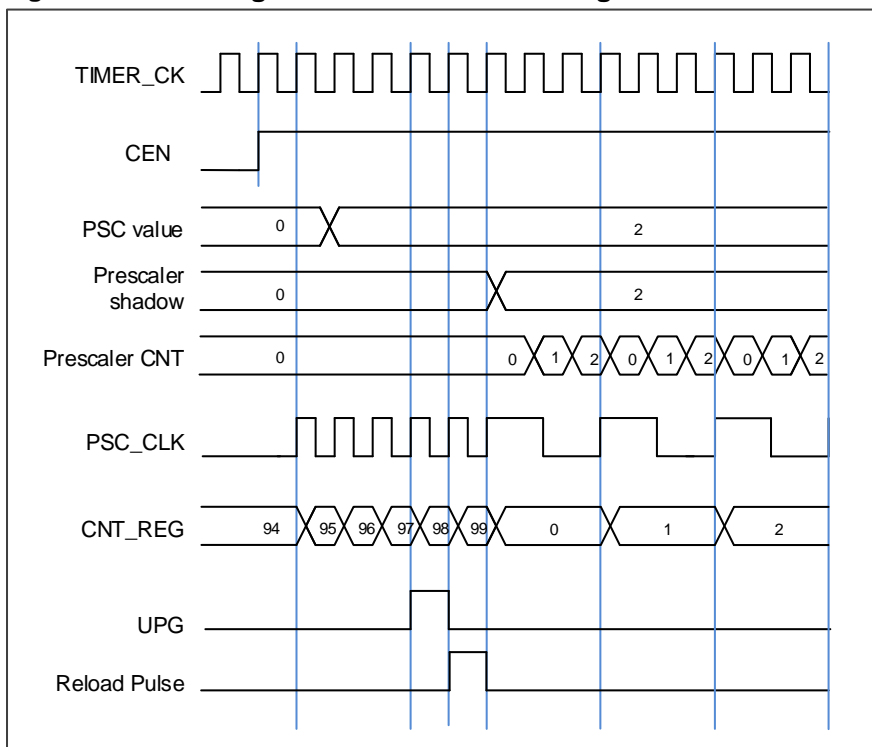 TIMER_CK
CEN
PSC value 0 2
Prescaler
shadow 0 2
Prescaler CNT 0 0 1 2 0 1 2 0 1 2
PSC_CLK
CNT_REG 94 95 96 97 98 99 0 1 2
UPG
Reload Pulse